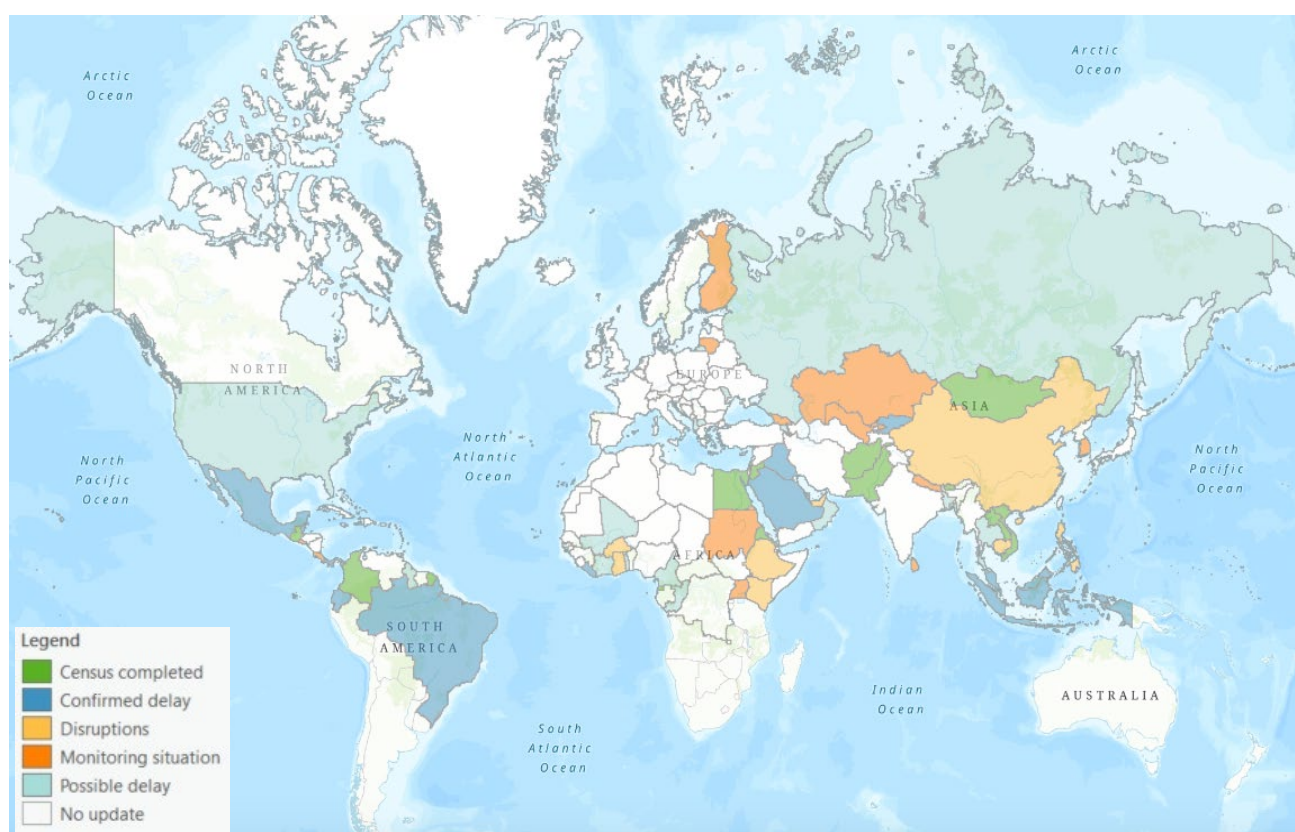 Arctic
Ocean
Arctic
Ocean
NORTH
AMERICA
EUROPE
ASIA
North
Pacific
Ocean
North
Atlantic
Ocean
North
Pacific
Ocean
AFRICA
SOUTH
AMERICA
Indian
Ocean
AUSTRALIA
South
Atlantic
Ocean
Legend
Census completed
Confirmed delay
Disruptions
Monitoring situation
Possible delay
No update